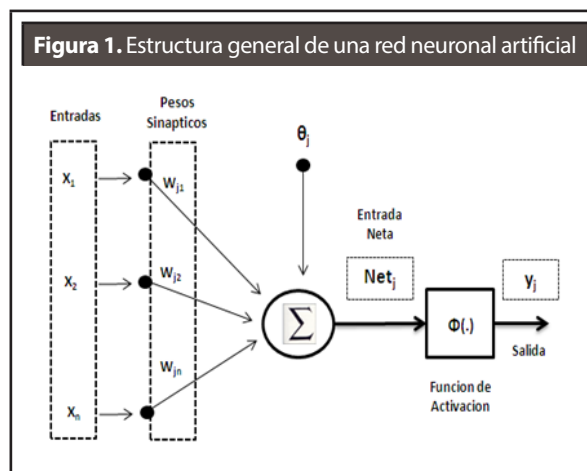 Figura 1. Estructura general de una red neuronal artificial
Entradas
Pesos
Sinapticos
θj
X1
Wj1
Entrada
Neta
X2
Wj2
Σ
Netj
Φ(.)
yj
Salida
Wjn
Funcion de
Activacion
Xn